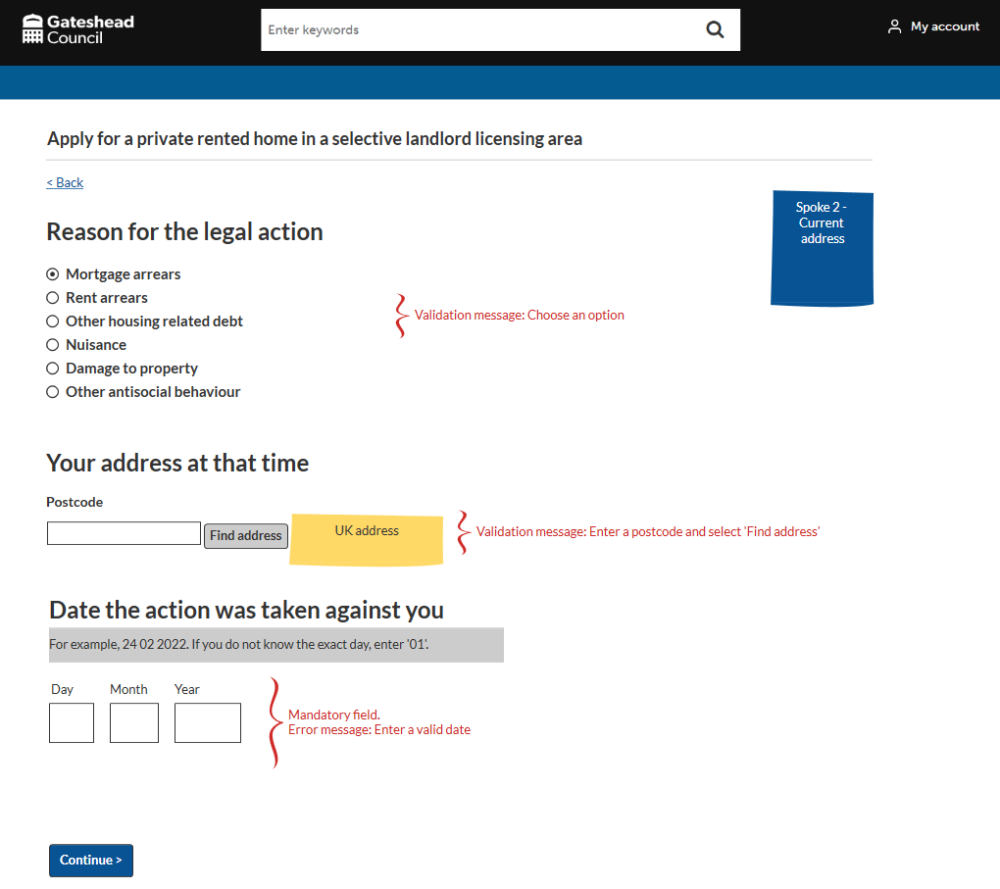 Gateshead
Council
Enter keywords
My account
Apply for a private rented home in a selective landlord licensing area
< Back
Spoke 2 -
Current
address
Reason for the legal action
Mortgage arrears
Rent arrears
Other housing related debt
Nuisance
Damage to property
Other antisocial behaviour
Validation message: Choose an option
Your address at that time
Postcode
Find address
UK address
Validation message: Enter a postcode and select 'Find address'
Date the action was taken against you
For example, 24 02 2022. If you do not know the exact day, enter '01'.
Day Month Year
Mandatory field.
Error message: Enter a valid date
Continue >